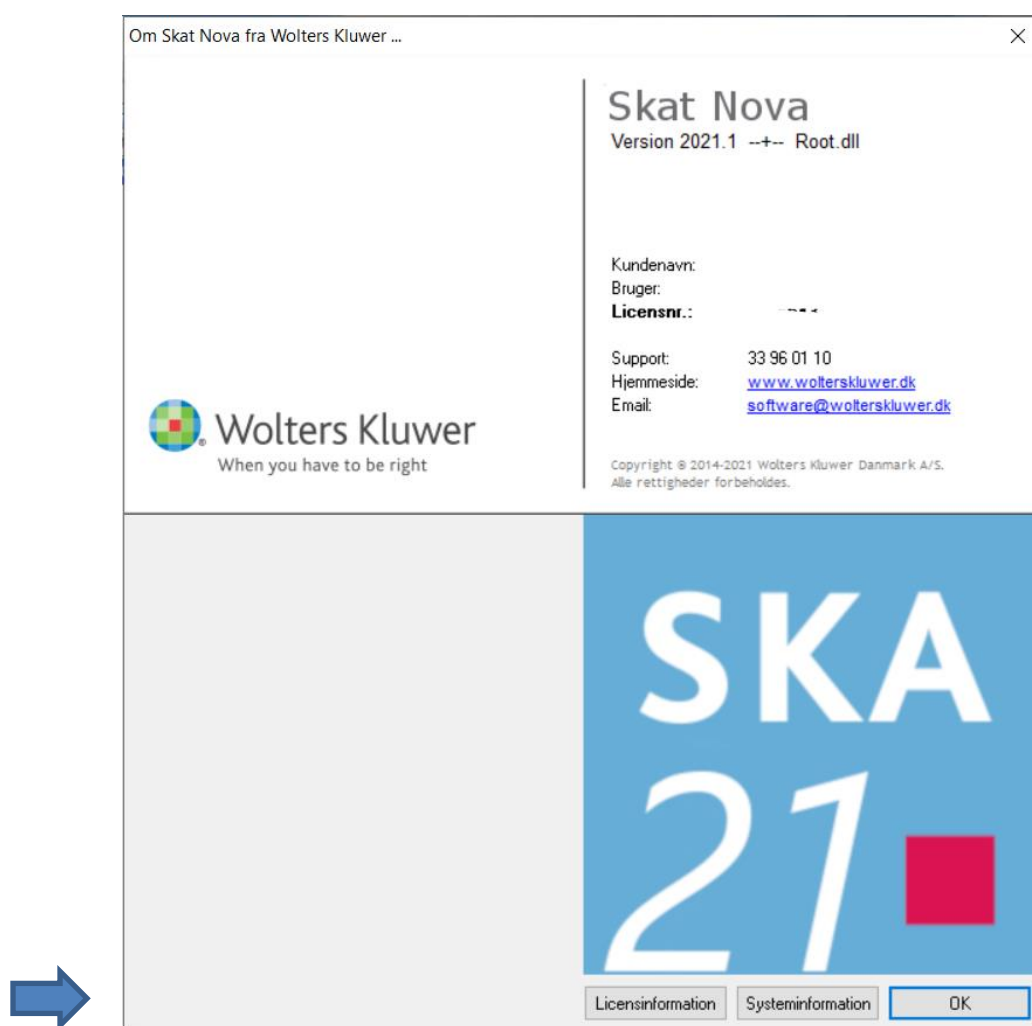 Om Skat Nova fra Wolters Kluwer ...
Skat Nova
Version 2021.1 --+-- Root.dll
Kundenavn:
Bruger:
Licensnr.:
Support: 33 96 01 10
Hjemmeside: www.wolterskluwer.dk
Email: software@wolterskluwer.dk
Wolters Kluwer
When you have to be right
Copyright © 2014-2021 Wolters Kluwer Danmark A/S.
Alle rettigheder forbeholdes.
SKA
21
Licensinformation Systeminformation OK